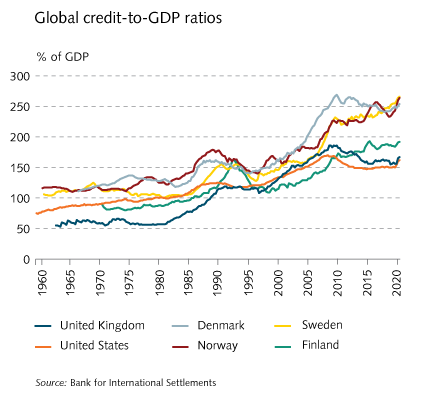 Global credit-to-GDP ratios
% of GDP
300
250
200
150
100
50
0
1960 1965 1970 1975 1980 1985 1990 1995 2000 2005 2010 2015 2020
United Kingdom Denmark Sweden
United States Norway Finland
Source: Bank for International Settlements